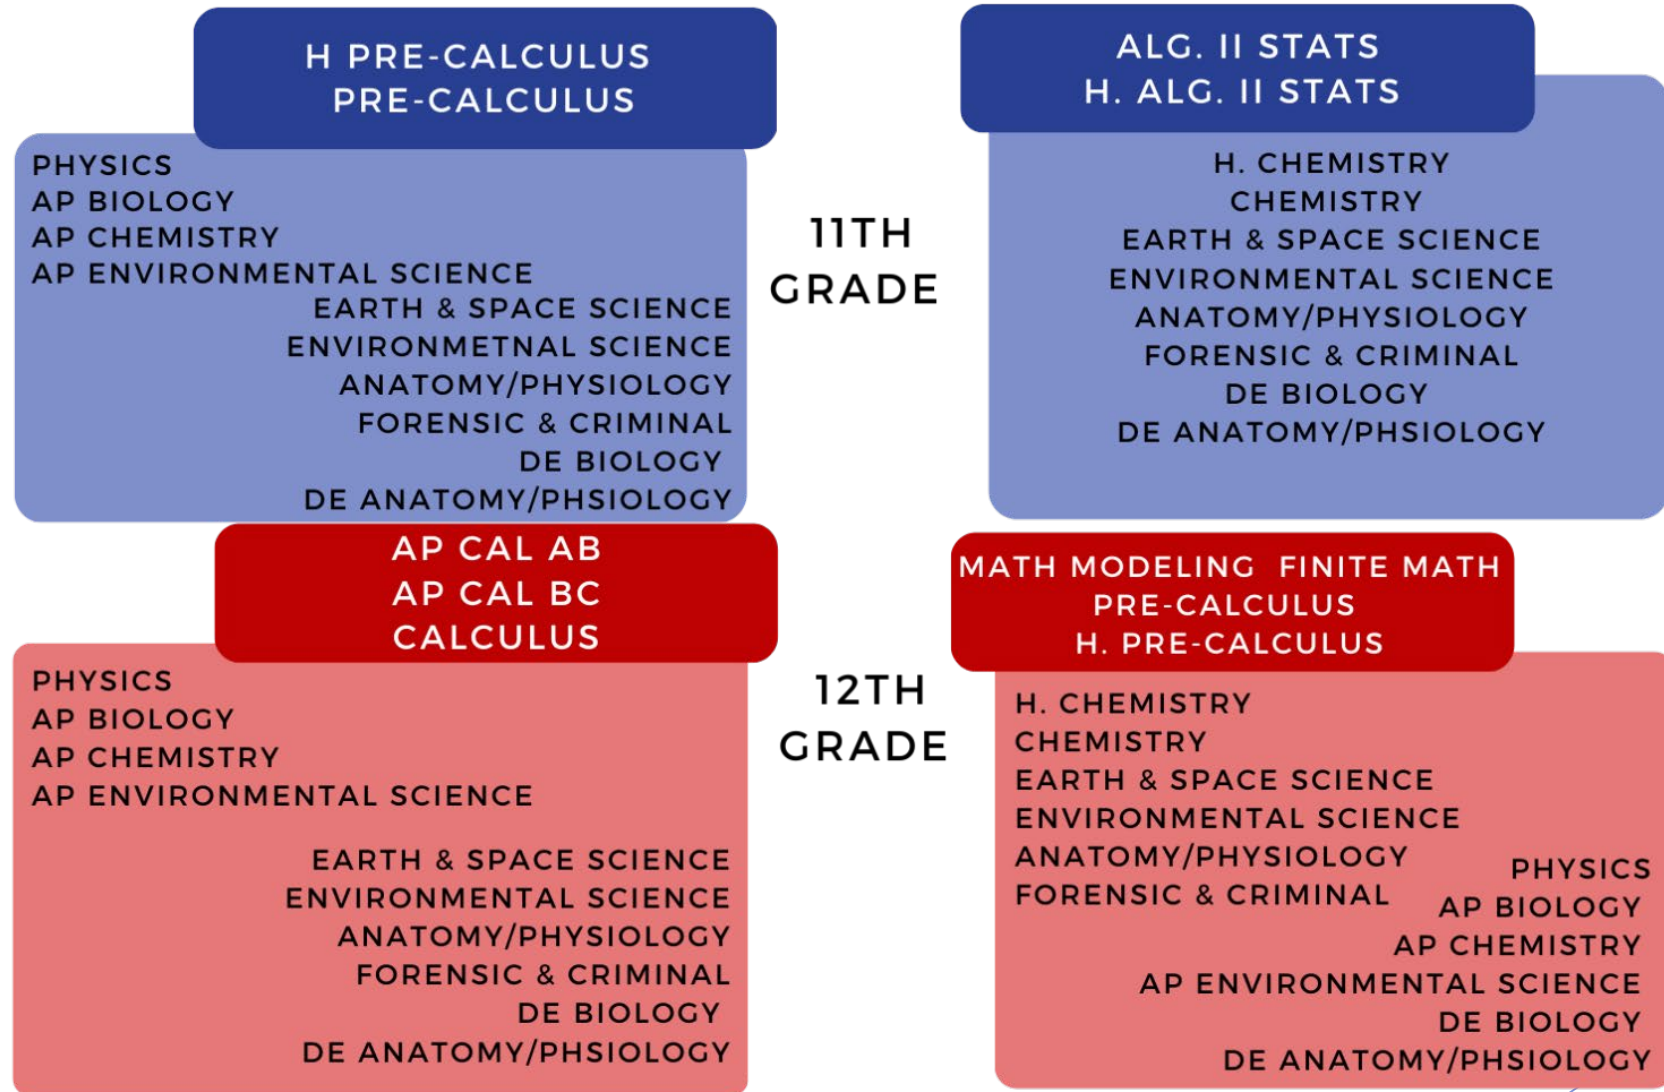 H PRE-CALCULUS
PRE-CALCULUS
PHYSICS
AP BIOLOGY
AP CHEMISTRY
AP ENVIRONMENTAL SCIENCE
EARTH & SPACE SCIENCE
ENVIRONMETNAL SCIENCE
ANATOMY/PHYSIOLOGY
FORENSIC & CRIMINAL
DE BIOLOGY
DE ANATOMY/PHSIOLOGY
11TH
GRADE
ALG. II STATS
H. ALG. II STATS
H. CHEMISTRY
CHEMISTRY
EARTH & SPACE SCIENCE
ENVIRONMENTAL SCIENCE
ANATOMY/PHYSIOLOGY
FORENSIC & CRIMINAL
DE BIOLOGY
DE ANATOMY/PHSIOLOGY
AP CAL AB
AP CAL BC
CALCULUS
PHYSICS
AP BIOLOGY
AP CHEMISTRY
AP ENVIRONMENTAL SCIENCE
EARTH & SPACE SCIENCE
ENVIRONMENTAL SCIENCE
ANATOMY/PHYSIOLOGY
FORENSIC & CRIMINAL
DE BIOLOGY
DE ANATOMY/PHSIOLOGY
12TH
GRADE
MATH MODELING FINITE MATH
PRE-CALCULUS
H. PRE-CALCULUS
H. CHEMISTRY
CHEMISTRY
EARTH & SPACE SCIENCE
ENVIRONMENTAL SCIENCE
ANATOMY/PHYSIOLOGY
FORENSIC & CRIMINAL
PHYSICS
AP BIOLOGY
AP CHEMISTRY
AP ENVIRONMENTAL SCIENCE
DE BIOLOGY
DE ANATOMY/PHSIOLOGY